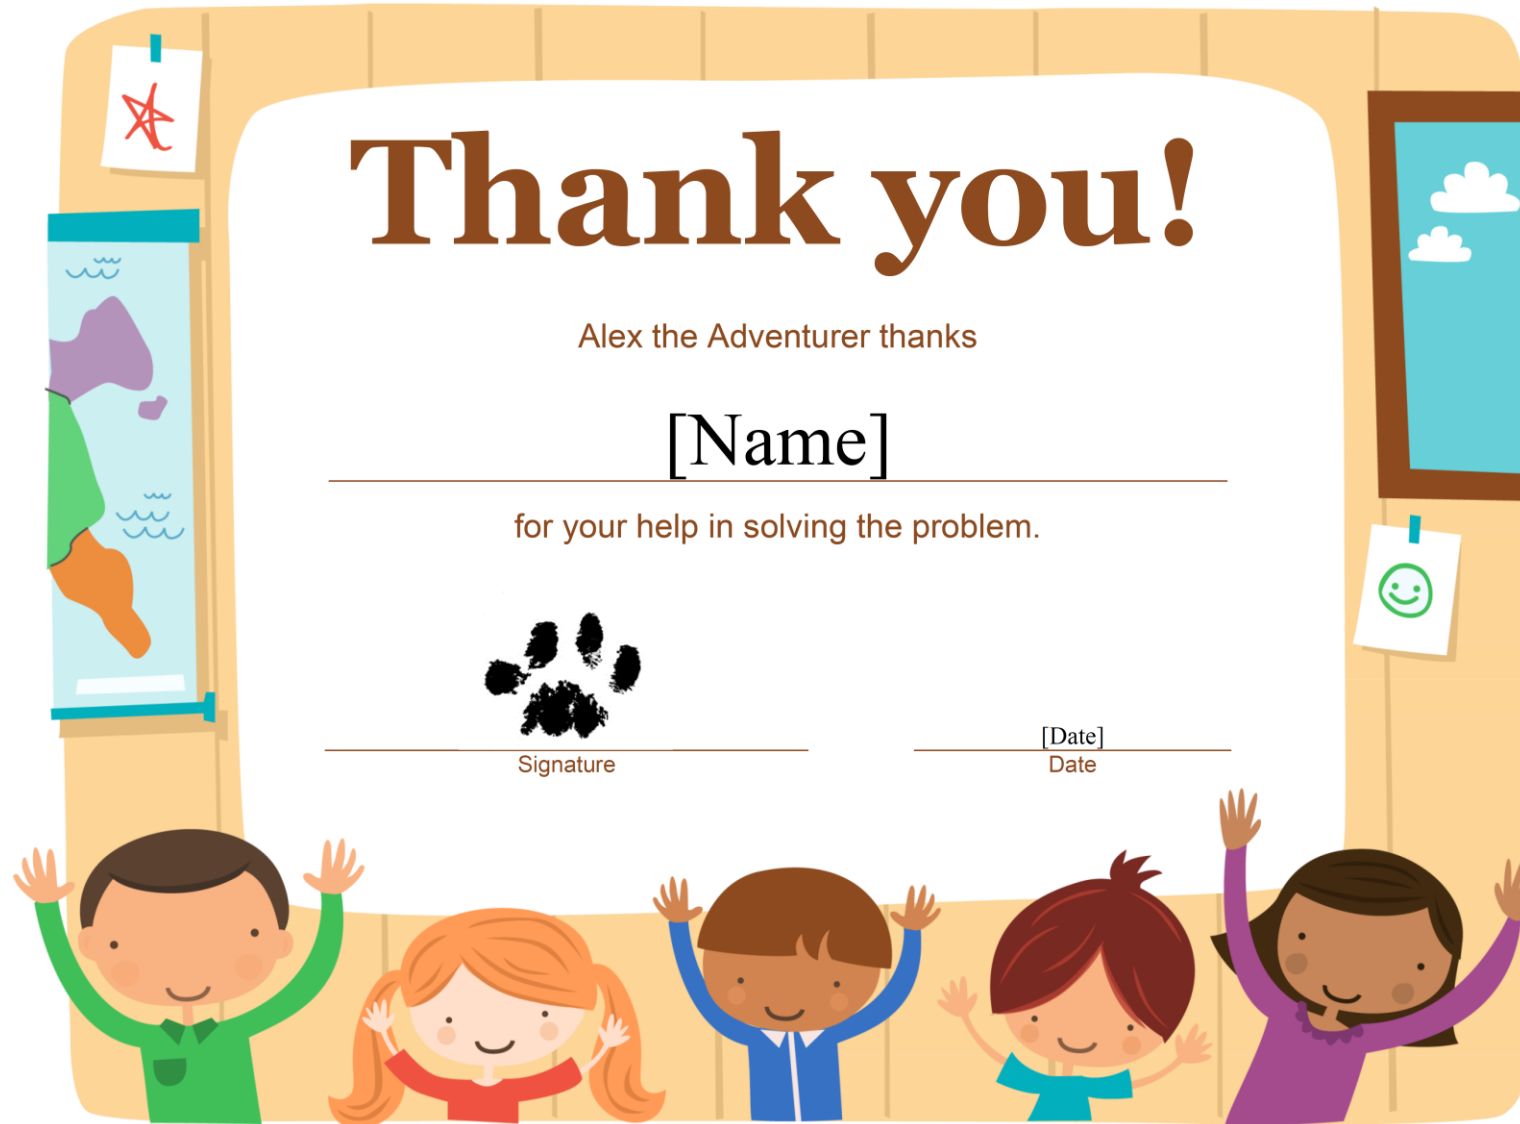 Thank you!
Alex the Adventurer thanks
[Name]
for your help in solving the problem.
[Date]
Signature
Date